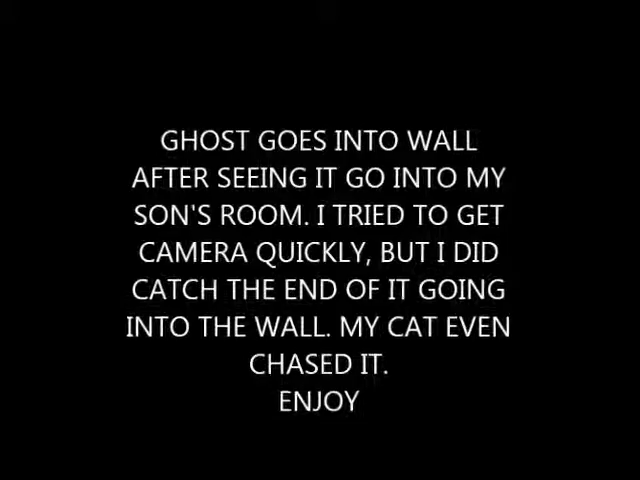 GHOST GOES INTO WALL
AFTER SEEING IT GO INTO MY
SON'S ROOM. I TRIED TO GET
CAMERA QUICKLY, BUT I DID
CATCH THE END OF IT GOING
INTO THE WALL. MY CAT EVEN
CHASED IT.
ENJOY